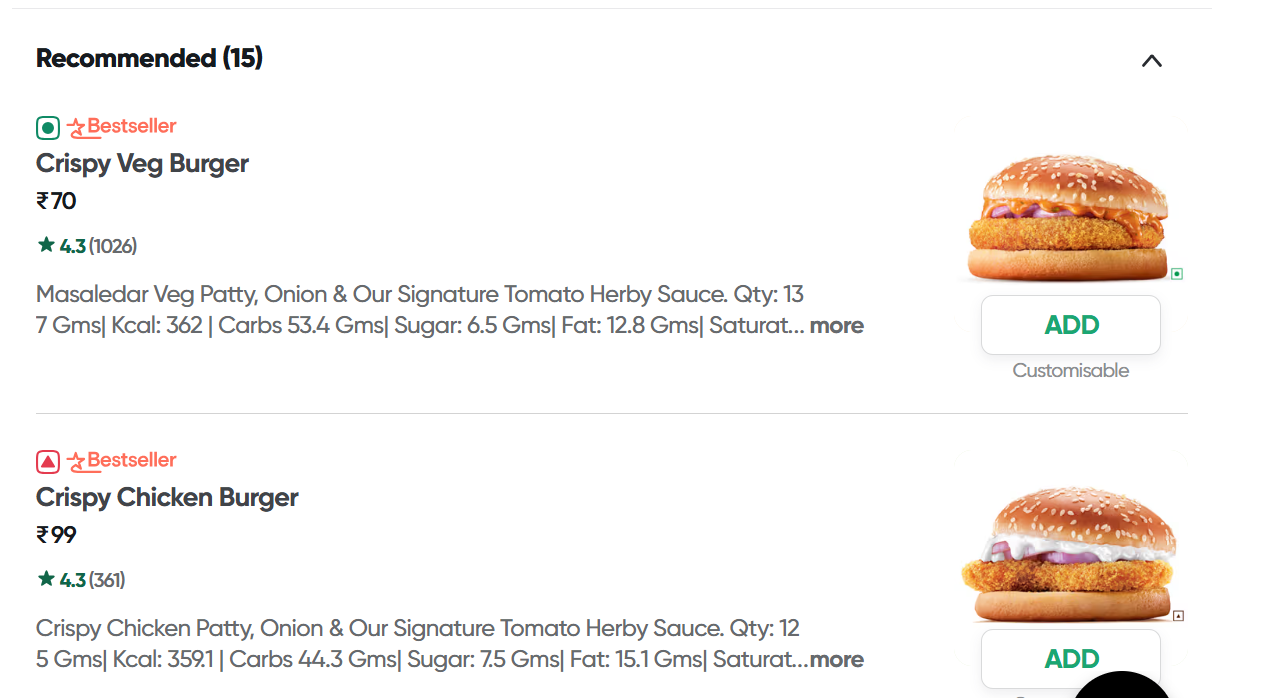 Recommended (15)
Bestseller
Crispy Veg Burger
₹70
4.3 (1026)
Masaledar Veg Patty, Onion & Our Signature Tomato Herby Sauce. Qty: 13
7 Gms| Kcal: 362 | Carbs 53.4 Gms| Sugar: 6.5 Gms| Fat: 12.8 Gms| Saturat... more
ADD
Customisable
Bestseller
Crispy Chicken Burger
₹99
4.3 (361)
Crispy Chicken Patty, Onion & Our Signature Tomato Herby Sauce. Qty: 12
5 Gms| Kcal: 359.1 | Carbs 44.3 Gms| Sugar: 7.5 Gms| Fat: 15.1 Gms| Saturat...more
ADD